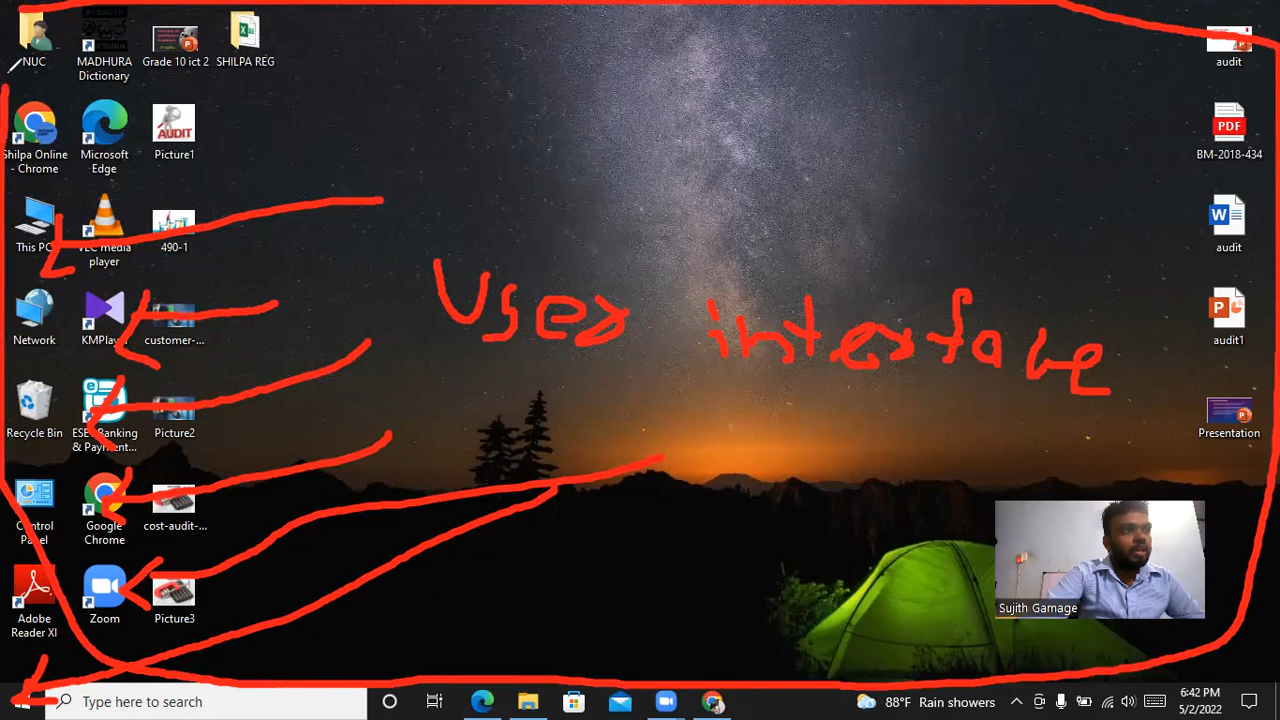 NUC
MADHURA Dictionary
Grade 10 ict 2
SHILPA REG
audit
Shilpa Online - Chrome
Microsoft Edge
AUDIT
Picture1
PDF
BM-2018-434
This PC
VLC media player
490-1
W
audit
User interface
Network
KMPlayer
customer-...
P
audit1
Recycle Bin
& Payment...
Picture2
Presentation
Control Panel
Google Chrome
cost-audit-...
Adobe Reader XI
Zoom
Picture3
Sujith Gamage
Type here to search
88°F Rain showers
6:42 PM
5/2/2022